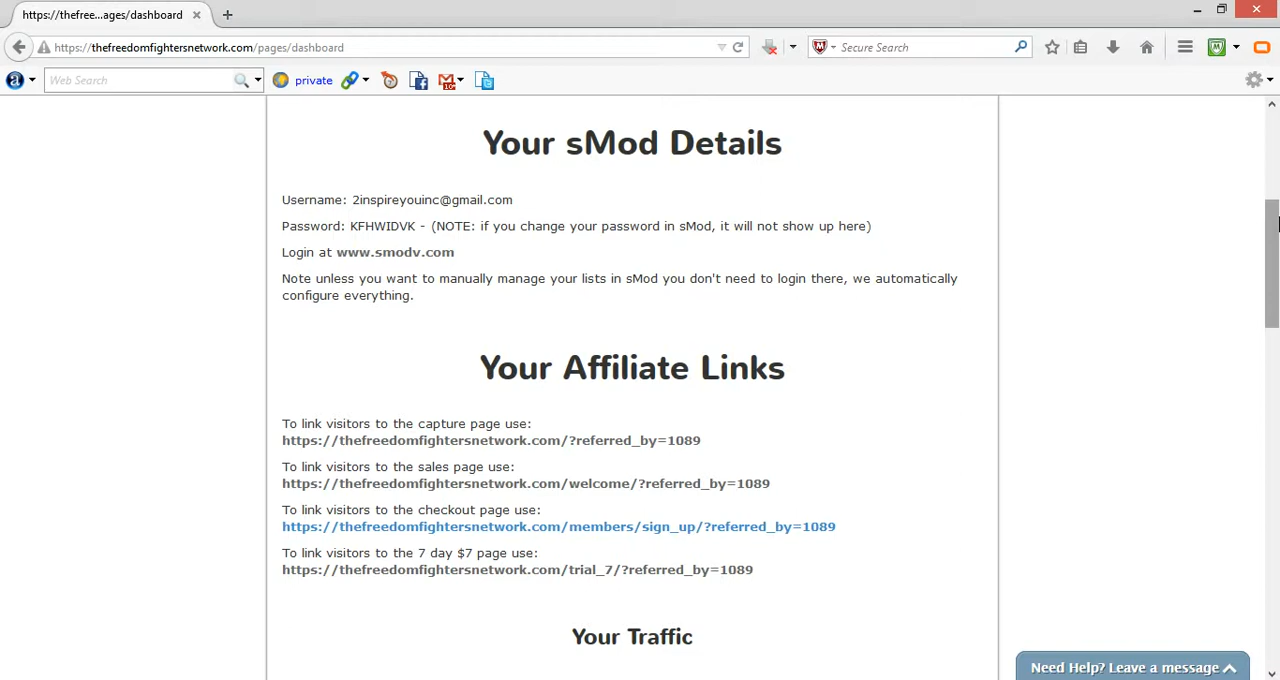 https://thefree...ages/dashboard
https://thefreedomfightersnetwork.com/pages/dashboard
Secure Search
Web Search
private
Your sMod Details
Username: 2inspireyouinc@gmail.com
Password: KFHWIDVK - (NOTE: if you change your password in sMod, it will not show up here)
Login at www.smodv.com
Note unless you want to manually manage your lists in sMod you don't need to login there, we automatically
configure everything.
Your Affiliate Links
To link visitors to the capture page use:
https://thefreedomfightersnetwork.com/?referred_by=1089
To link visitors to the sales page use:
https://thefreedomfightersnetwork.com/welcome/?referred_by=1089
To link visitors to the checkout page use:
https://thefreedomfightersnetwork.com/members/sign_up/?referred_by=1089
To link visitors to the 7 day $7 page use:
https://thefreedomfightersnetwork.com/trial_7/?referred_by=1089
Your Traffic
Need Help? Leave a message